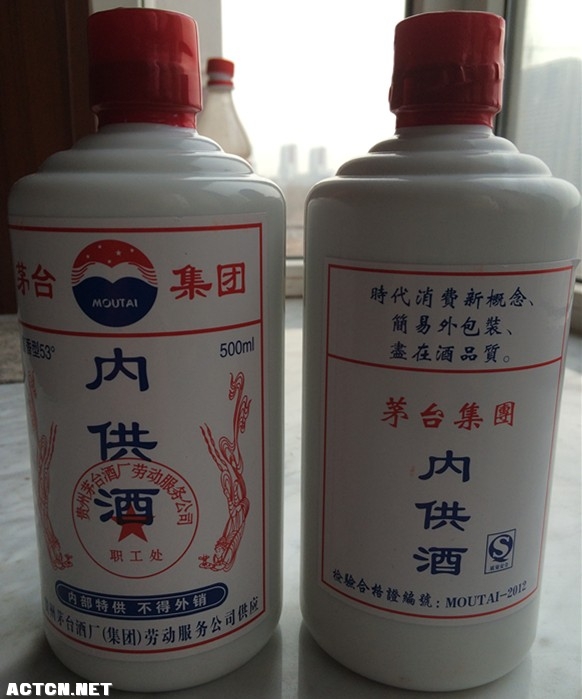 茅台
MOUTAI
集团
香型53°
500ml
内
供
酒
贵州茅台酒厂劳动服务公司
职工处
内部特供 不得外销
州茅台酒厂(集团)劳动服务公司供应
時代消费新概念、
簡易外包裝、
盡在酒品質。
茅台集團
内
供
酒
檢驗合格證編號:MOUTAI-2012
ACTCN.NET